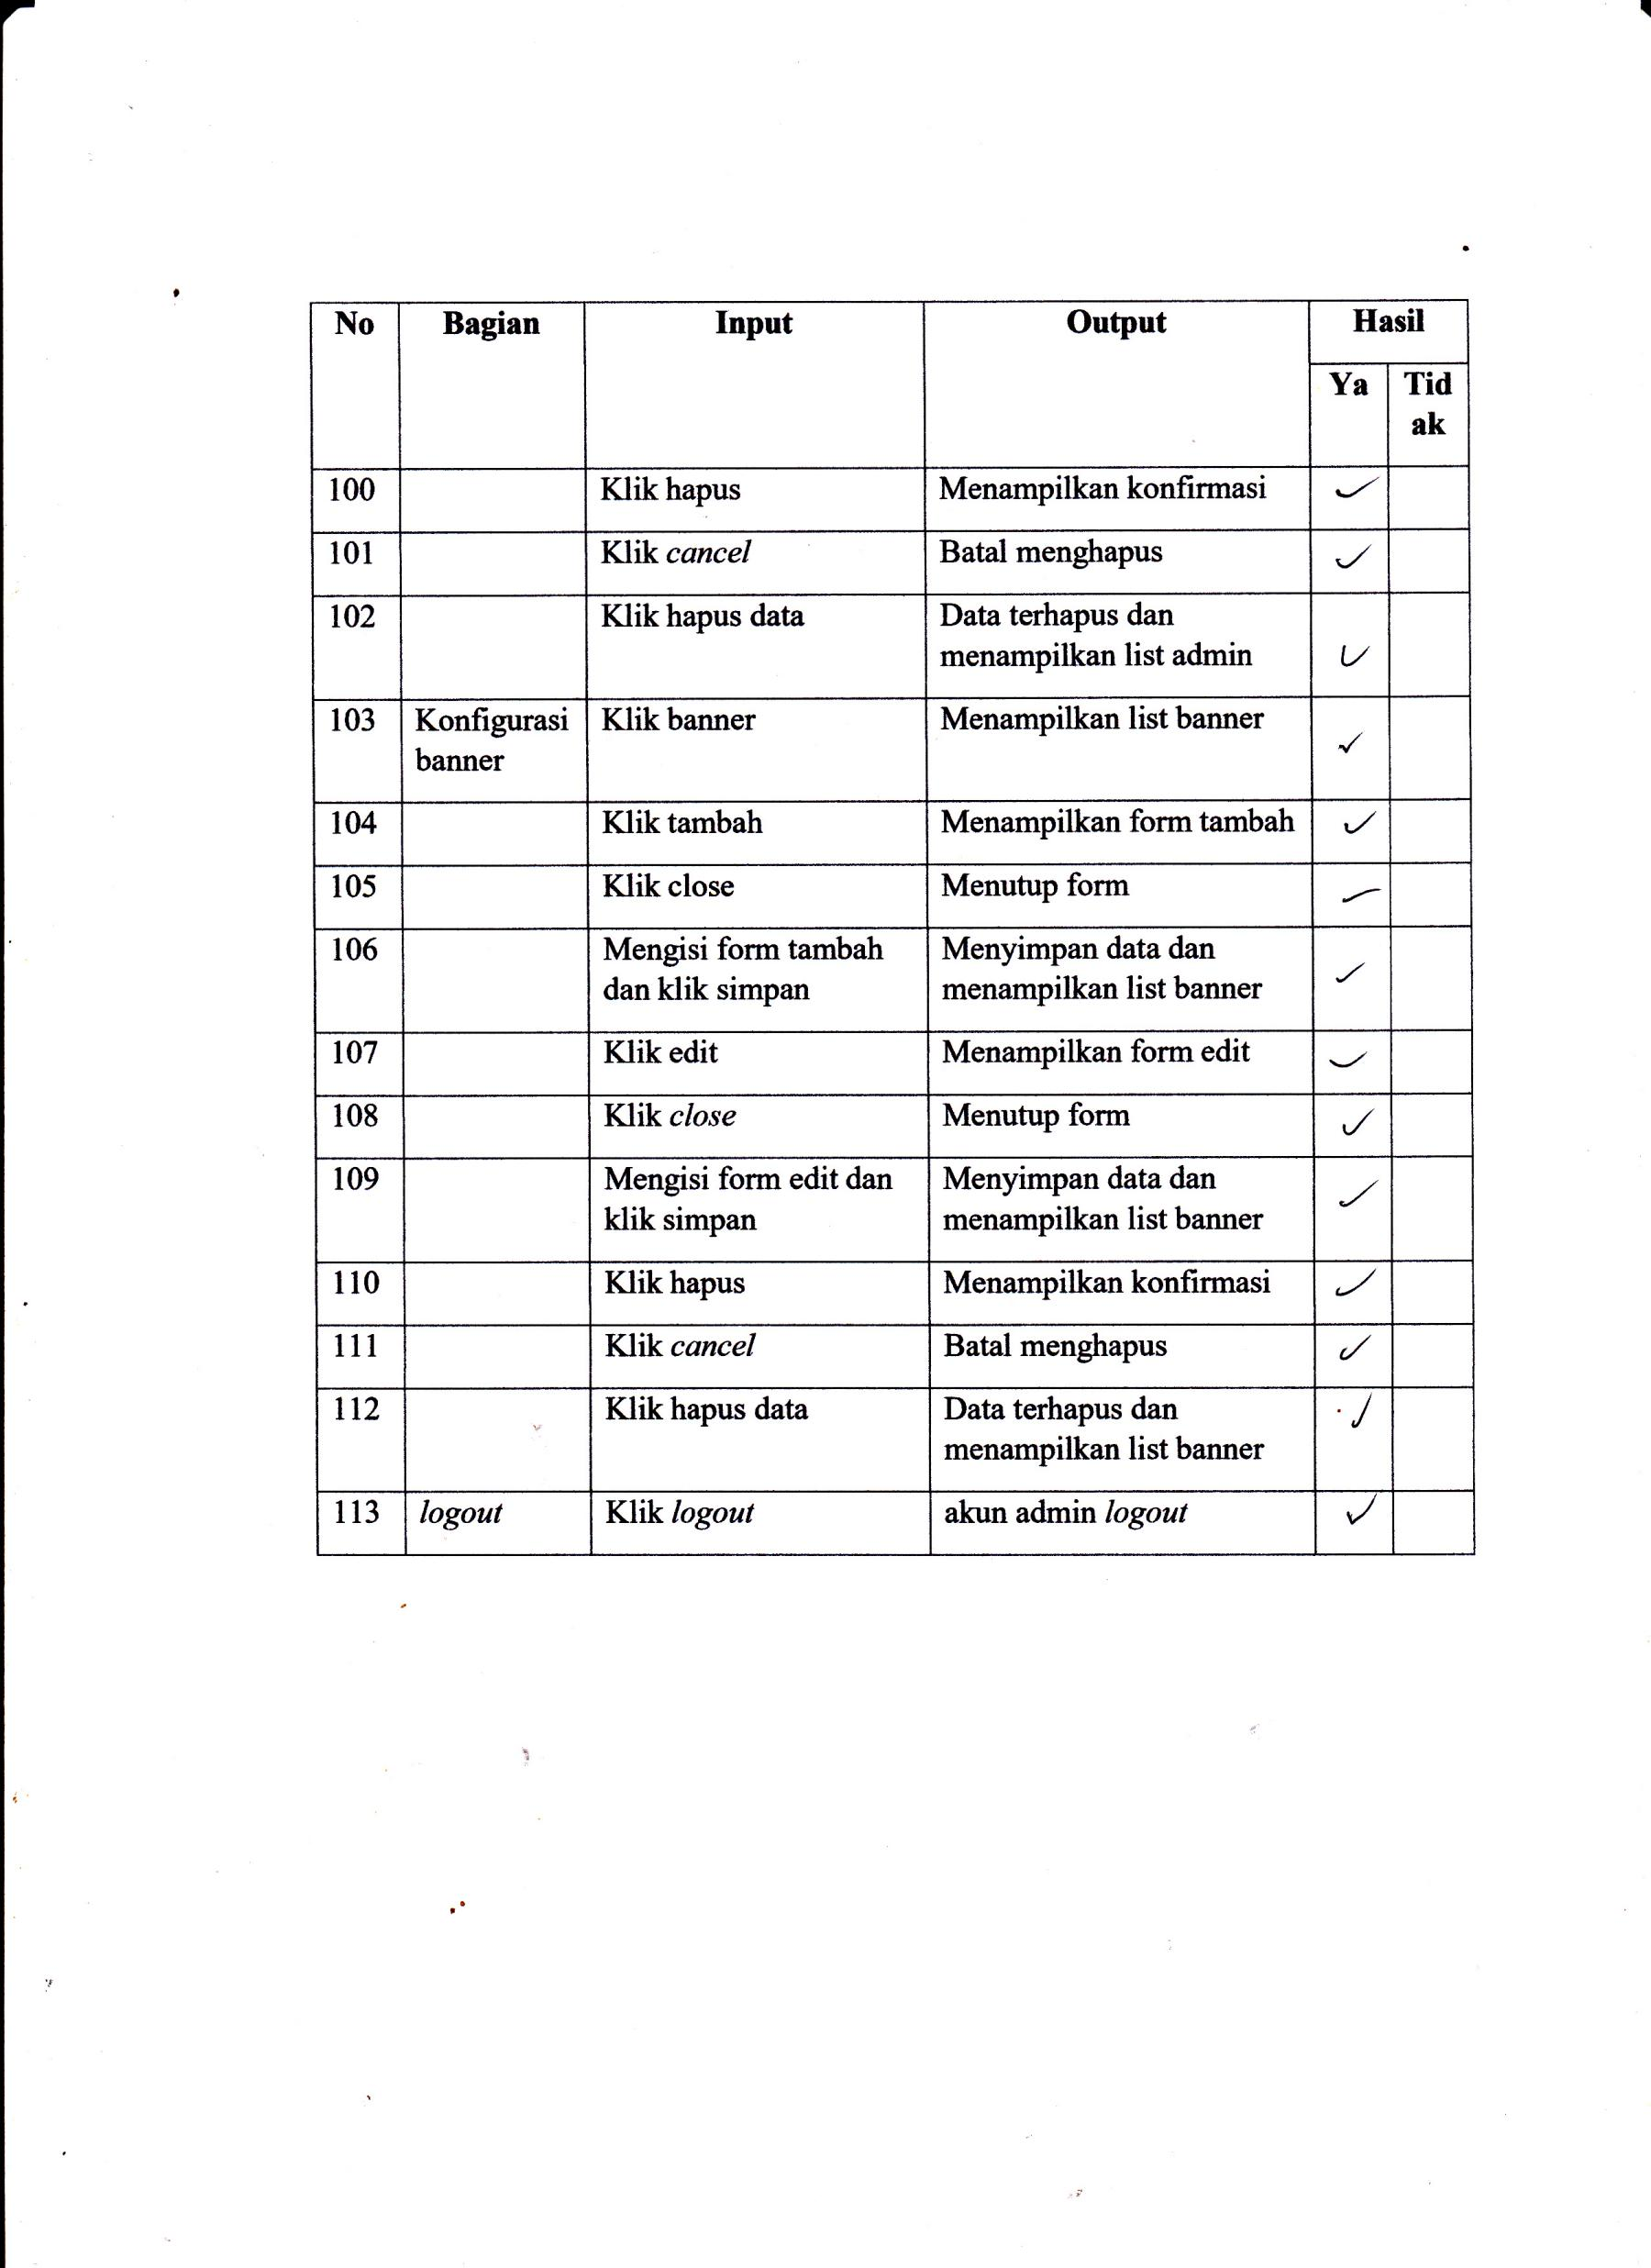 No Bagian Input Output Hasil
Ya Tid
ak
100 Klik hapus Menampilkan konfirmasi ✓
101 Klik cancel Batal menghapus ✓
102 Klik hapus data Data terhapus dan
menampilkan list admin ✓
103 Konfigurasi Klik banner Menampilkan list banner ✓
banner
104 Klik tambah Menampilkan form tambah ✓
105 Klik close Menutup form ✓
106 Mengisi form tambah Menyimpan data dan
dan klik simpan menampilkan list banner ✓
107 Klik edit Menampilkan form edit ✓
108 Klik close Menutup form ✓
109 Mengisi form edit dan Menyimpan data dan ✓
klik simpan menampilkan list banner
110 Klik hapus Menampilkan konfirmasi ✓
111 Klik cancel Batal menghapus ✓
112 Klik hapus data Data terhapus dan ✓
menampilkan list banner
113 logout Klik logout akun admin logout ✓